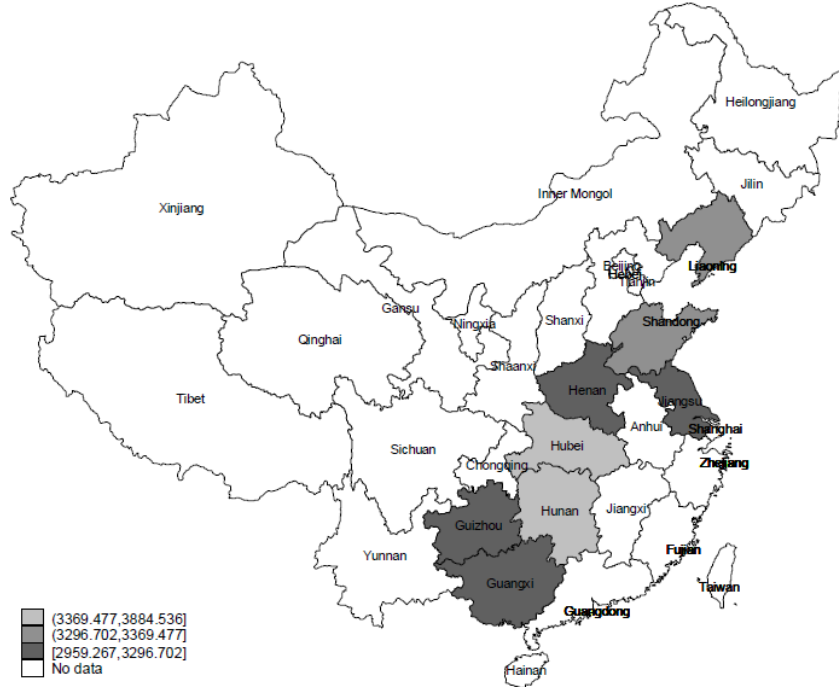 Heilongjiang
Jilin
Inner Mongol
Xinjiang
Liaoning
Beijing
Hebei
Tianjin
Gansu
Ningxia
Shanxi
Shandong
Qinghai
Shaanxi
Tibet
Henan
Jiangsu
Anhui
Shanghai
Sichuan
Hubei
Chongqing
Zhejiang
Hunan
Jiangxi
Guizhou
Yunnan
Fujian
Guangxi
Taiwan
Guangdong
Hainan
(3369.477,3884.536]
(3296.702,3369.477]
[2959.267,3296.702]
No data